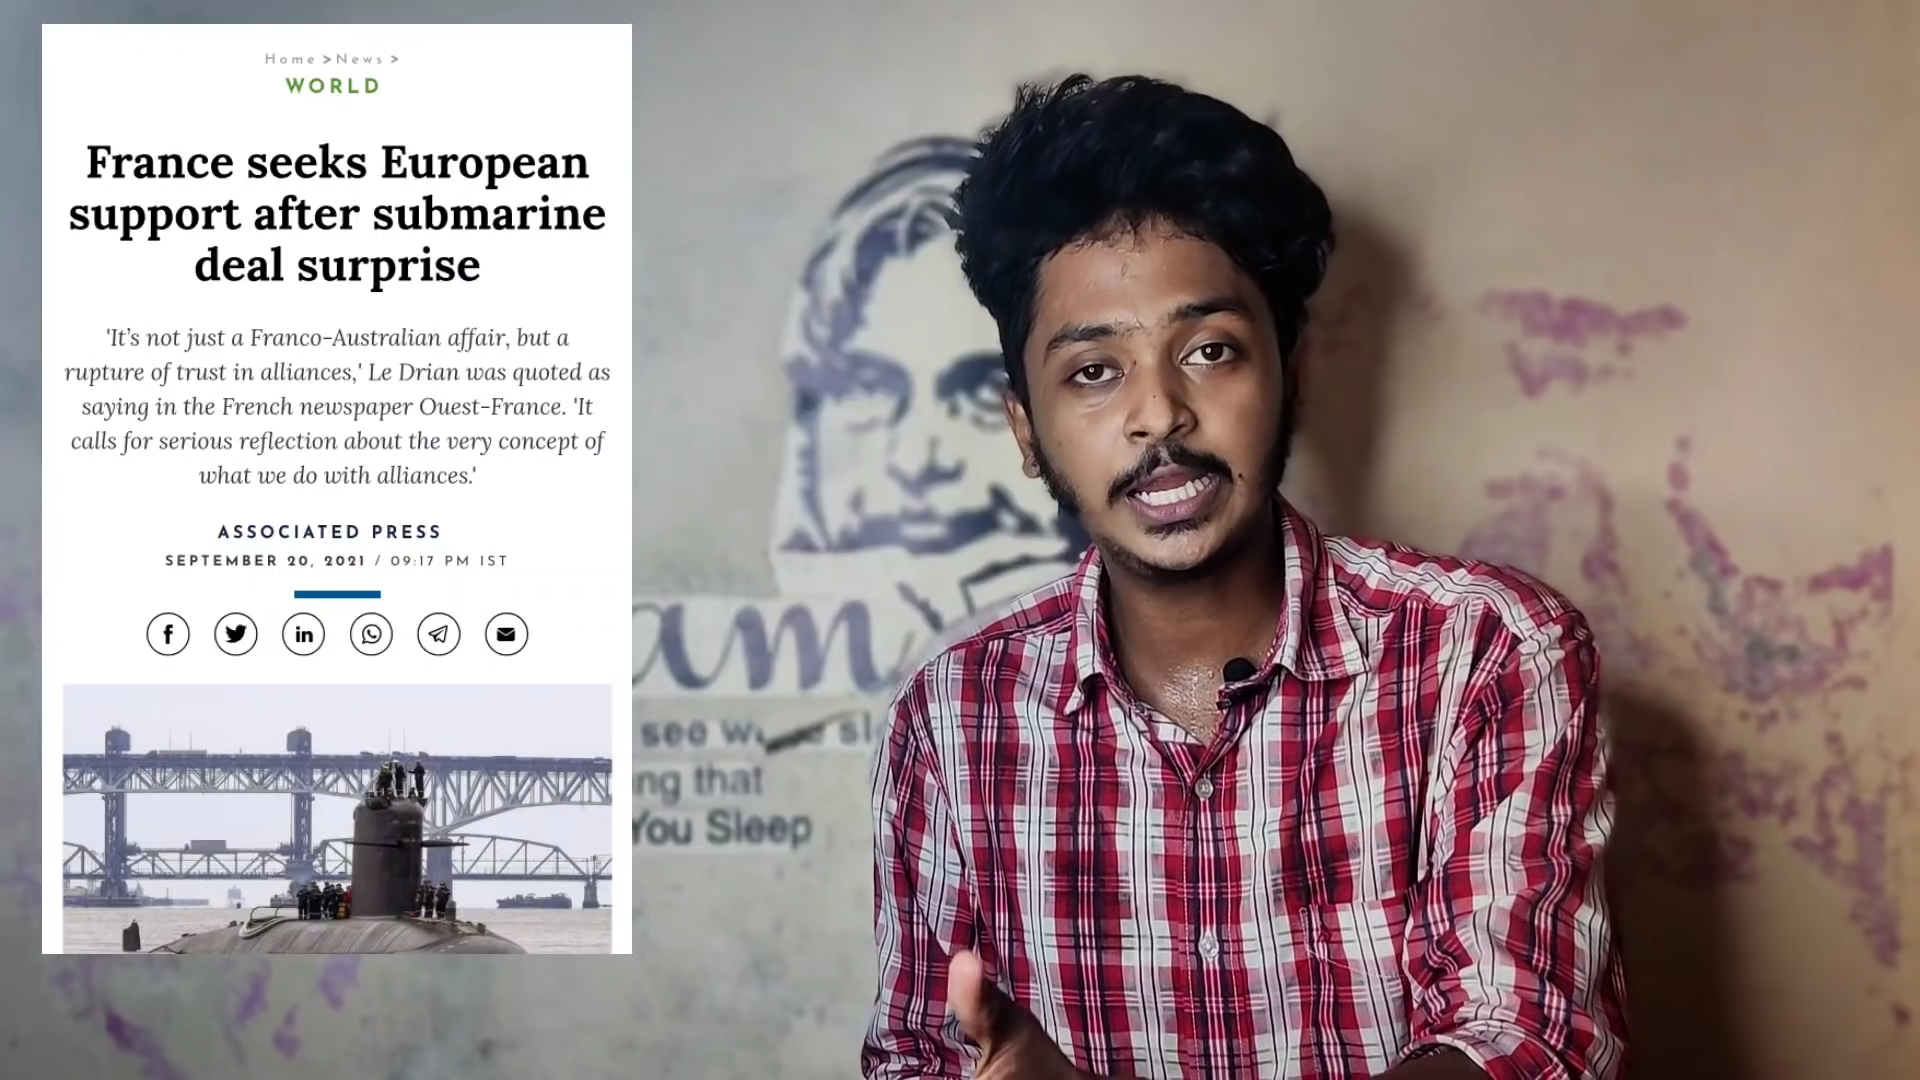 Home > News >
WORLD
France seeks European
support after submarine
deal surprise
'It’s not just a Franco-Australian affair, but a
rupture of trust in alliances,' Le Drian was quoted as
saying in the French newspaper Ouest-France. 'It
calls for serious reflection about the very concept of
what we do with alliances.'
ASSOCIATED PRESS
SEPTEMBER 20, 2021 / 09:17 PM IST
am
see
ng that
You Sleep